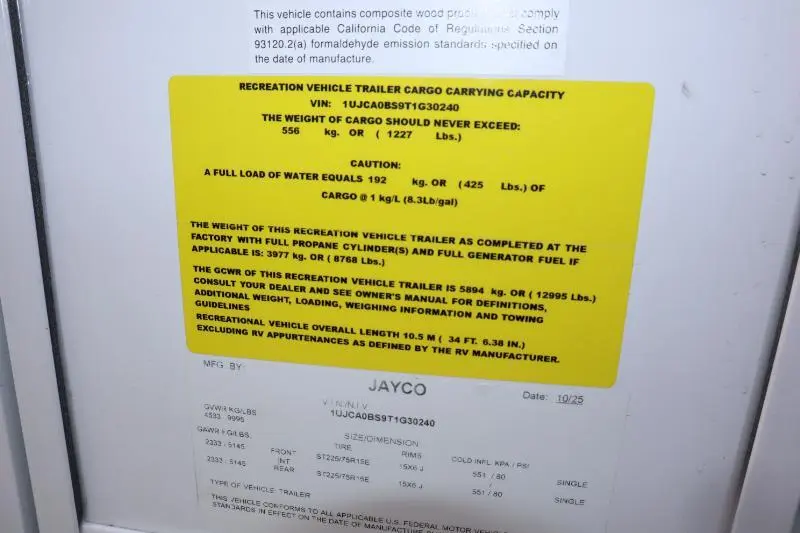 This vehicle contains composite wood comply
with applicable California Code of Regulations Section
93120.2(a) formaldehyde emission standards specified on
the date of manufacture.
RECREATION VEHICLE TRAILER CARGO CARRYING CAPACITY
VIN: 1UJCA0BS9T1G30240
THE WEIGHT OF CARGO SHOULD NEVER EXCEED:
556 kg. OR ( 1227 Lbs.)
CAUTION:
A FULL LOAD OF WATER EQUALS 192 kg. OR (425 Lbs.) OF
CARGO @ 1 kg/L (8.3Lb/gal)
THE WEIGHT OF THIS RECREATION VEHICLE TRAILER AS COMPLETED AT THE
FACTORY WITH FULL PROPANE CYLINDER(S) AND FULL GENERATOR FUEL IF
APPLICABLE IS: 3977 kg. OR ( 8768 Lbs.)
THE GCWR OF THIS RECREATION VEHICLE TRAILER IS 5894 kg. OR ( 12995 Lbs.)
CONSULT YOUR DEALER AND SEE OWNER'S MANUAL FOR DEFINITIONS,
ADDITIONAL WEIGHT, LOADING, WEIGHING INFORMATION AND TOWING
GUIDELINES
RECREATIONAL VEHICLE OVERALL LENGTH 10.5 M ( 34 FT. 6.38 IN.)
EXCLUDING RV APPURTENANCES AS DEFINED BY THE RV MANUFACTURER.
MFG. BY:
JAYCO Date: 10/25
V.I.N./N.I.V
1UJCA0BS9T1G30240
GVWR KG/LBS
4533 9995
GAWR KG/LBS. SIZE/DIMENSION
TIRE RIMS COLD INFL. KPA / PSI
2333 / 5145 FRONT ST225/75R15E 15X6 J 551 / 80 SINGLE
INT /
2333 / 5145 REAR ST225/75R15E 15X6 J 551 / 80 SINGLE
TYPE OF VEHICLE: TRAILER
THIS VEHICLE CONFORMS TO ALL APPLICABLE U.S. FEDERAL MOTOR
STANDARDS IN EFFECT ON THE DATE OF MANUFACTURE